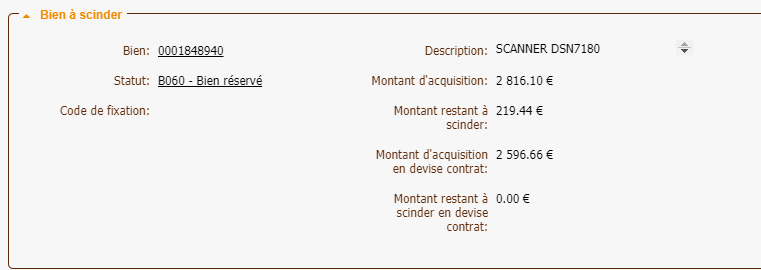 Bien à scinder
Bien: 0001848940
Description: SCANNER DSN7180
Statut: B060 - Bien réservé
Montant d'acquisition: 2 816.10 €
Code de fixation:
Montant restant à
scinder: 219.44 €
Montant d'acquisition
en devise contrat: 2 596.66 €
Montant restant à
scinder en devise
contrat: 0.00 €